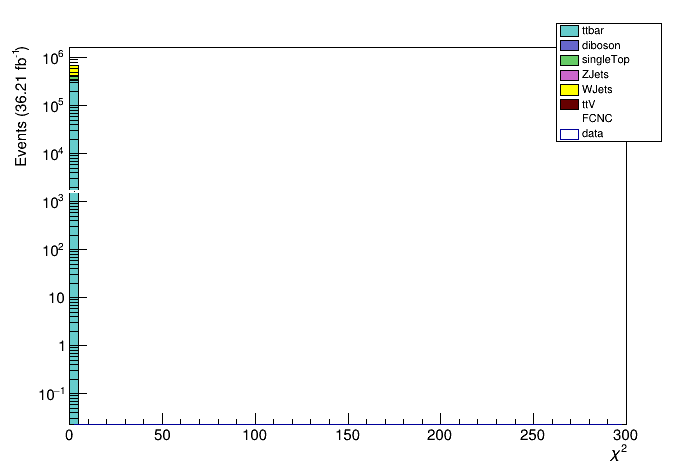 ttbar
diboson
singleTop
ZJets
WJets
ttV
FCNC
data
Events (36.21 fb⁻¹)
10⁶
10⁵
10⁴
10³
10²
10
1
10⁻¹
0 50 100 150 200 250 300
χ²